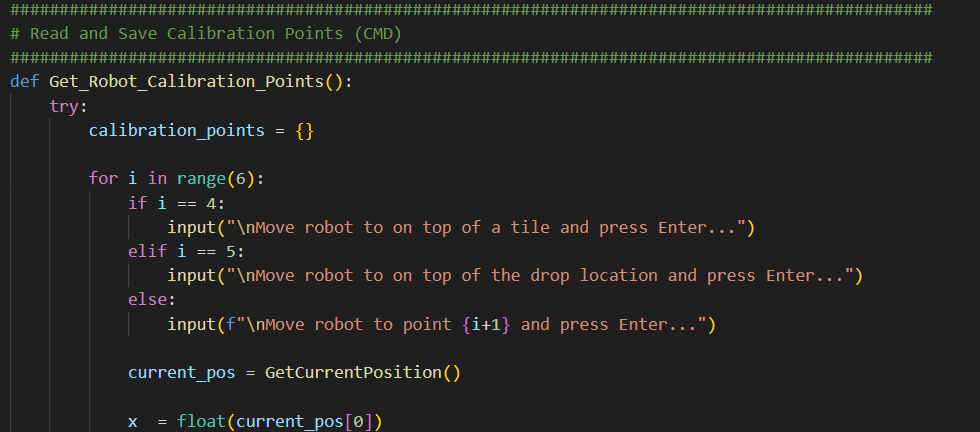 ##############################################################################################
# Read and Save Calibration Points (CMD)
##############################################################################################
def Get_Robot_Calibration_Points():
    try:
        calibration_points = {}
        for i in range(6):
            if i == 4:
                input("\nMove robot to on top of a tile and press Enter...")
            elif i == 5:
                input("\nMove robot to on top of the drop location and press Enter...")
            else:
                input(f"\nMove robot to point {i+1} and press Enter...")
            current_pos = GetCurrentPosition()
            x  = float(current_pos[0])